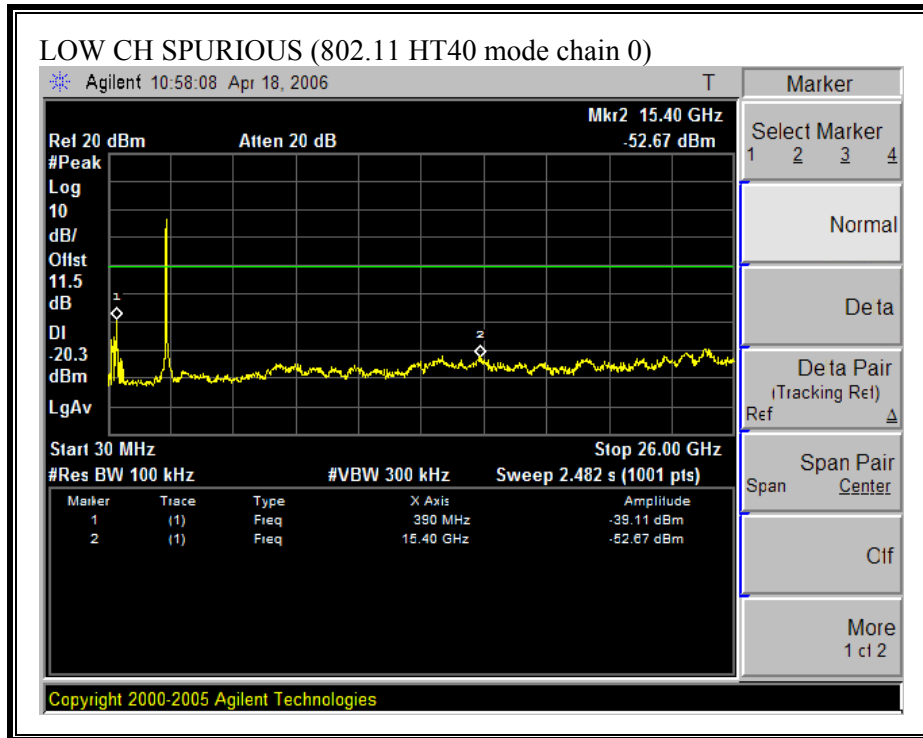 LOW CH SPURIOUS (802.11 HT40 mode chain 0)
Agilent 10:58:08 Apr 18, 2006 T
Mkr2 15.40 GHz
Ref 20 dBm Atten 20 dB -52.67 dBm
#Peak
Log
10
dB/
Offst
11.5
dB
DI
-20.3
dBm
LgAv
1
2
Start 30 MHz Stop 26.00 GHz
#Res BW 100 kHz #VBW 300 kHz Sweep 2.482 s (1001 pts)
Marker Trace Type X Axis Amplitude
1 (1) Freq 390 MHz -39.11 dBm
2 (1) Freq 15.40 GHz -52.67 dBm
Copyright 2000-2005 Agilent Technologies
Marker
Select Marker
1 2 3 4
Normal
Delta
Delta Pair
(Tracking Ref)
Ref Δ
Span Pair
Span Center
Off
More
1 of 2